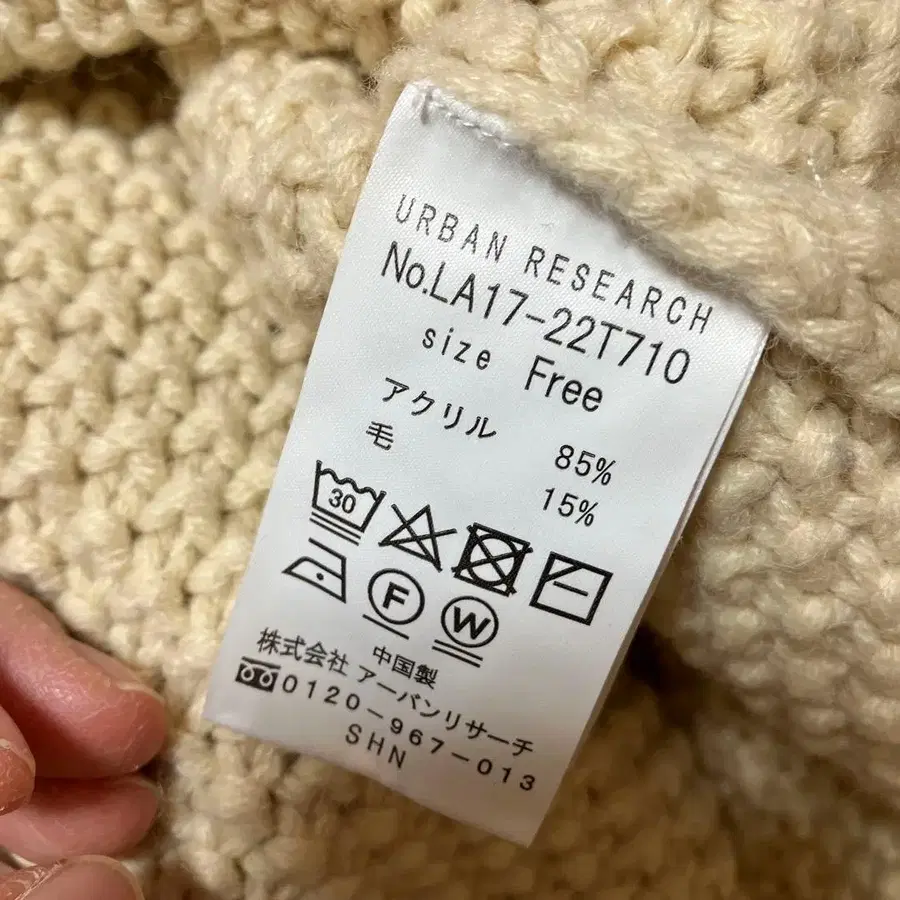 URBAN RESEARCH
No.LA17-22T710
size Free
アクリル 85%
毛 15%
30
F W
中国製
株式会社 アーバンリサーチ
0120-967-013
SHN